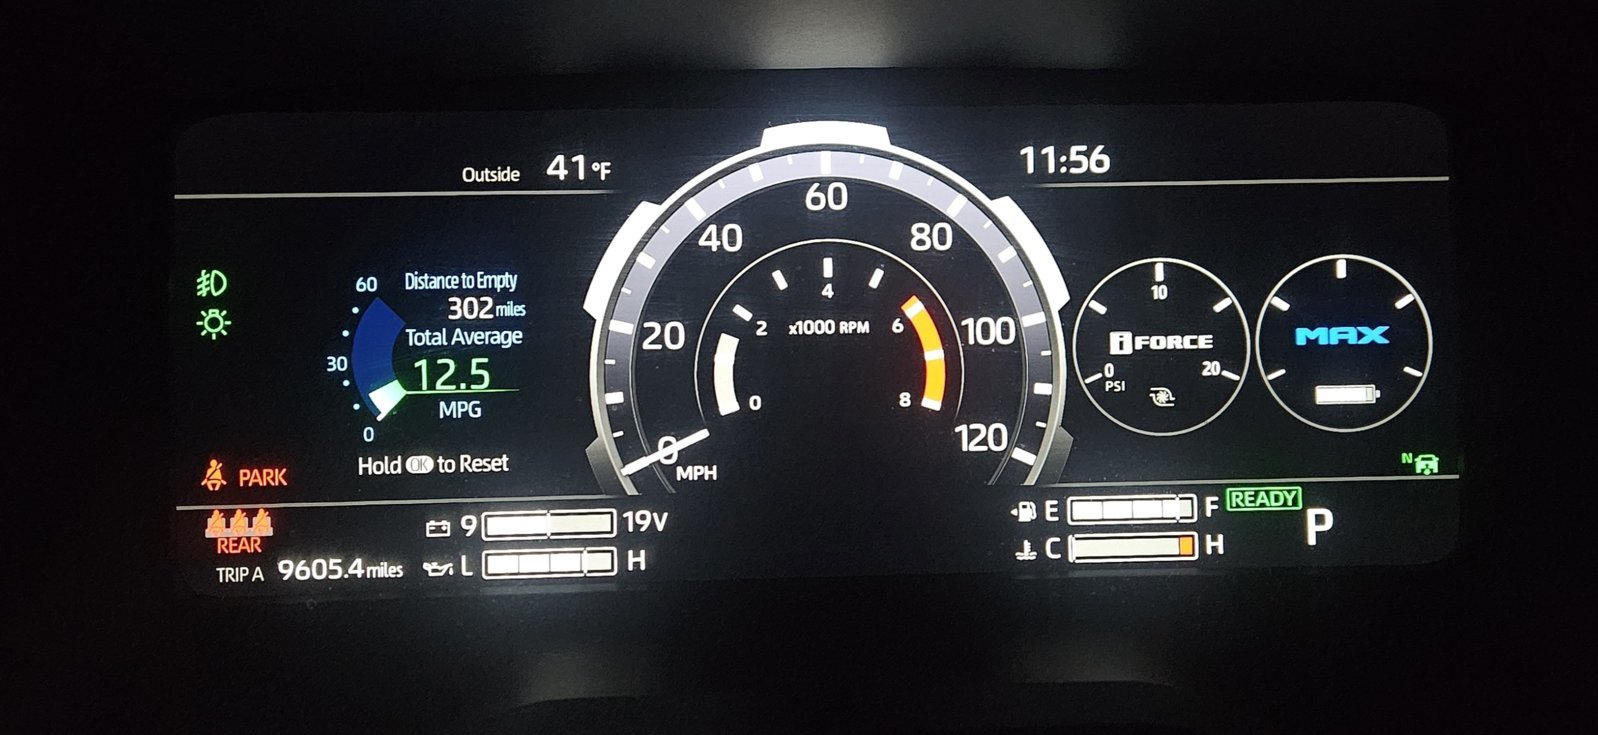 Outside 41°F
11:56
60
Distance to Empty
302 miles
Total Average
30
12.5
MPG
0
Hold OK to Reset
PARK
REAR
TRIP A 9605.4 miles
9 19V
L H
0
20
40
60
80
100
120
MPH
0
2
4
6
8
x1000 RPM
10
iFORCE
0
20
PSI
MAX
N
E F
C H
READY
P